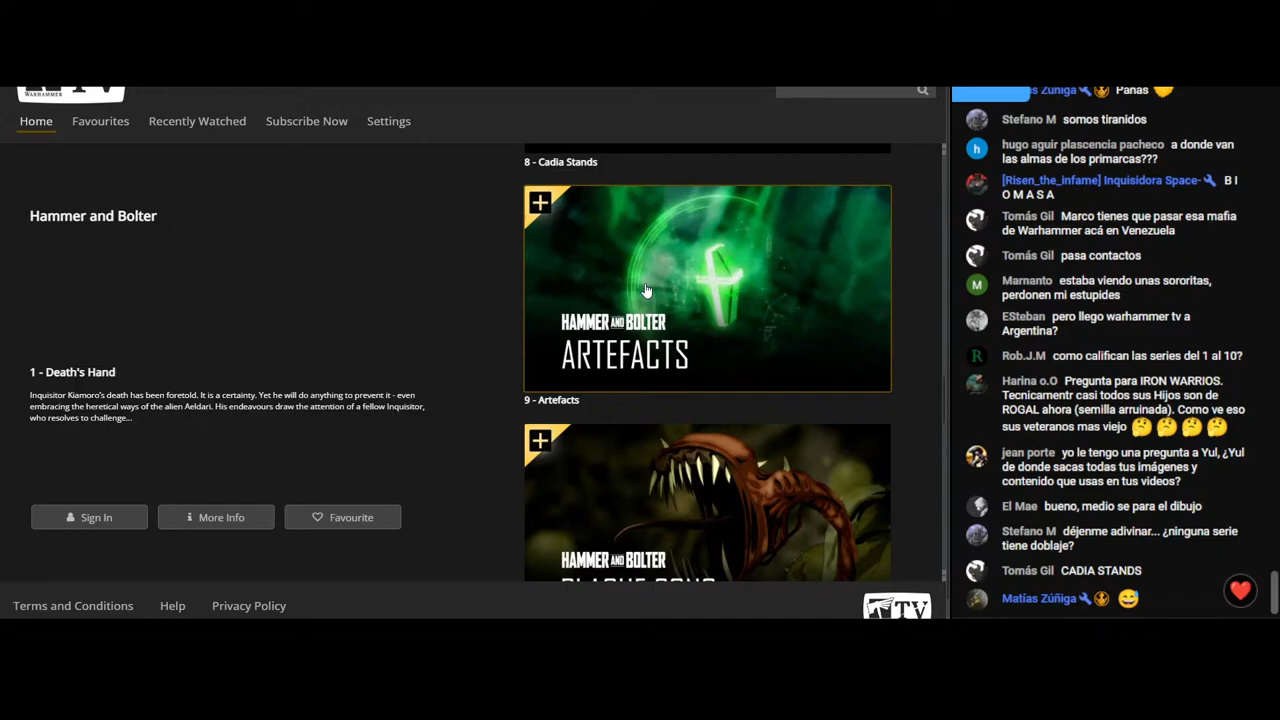 WARHAMMER TV
Home Favourites Recently Watched Subscribe Now Settings
Hammer and Bolter
1 - Death's Hand
Inquisitor Kiamoro's death has been foretold. It is a certainty. Yet he will do anything to prevent it - even
embracing the heretical ways of the alien Aeldari. His endeavours draw the attention of a fellow Inquisitor,
who resolves to challenge...
Sign In More Info Favourite
8 - Cadia Stands
HAMMER AND BOLTER
ARTEFACTS
9 - Artefacts
HAMMER AND BOLTER
Terms and Conditions Help Privacy Policy
TV
as Zúñiga Panas
Stefano M somos tiranidos
hugo aguir plascencia pacheco a donde van
las almas de los primarcas???
[Risen_the_infame] Inquisidora Space- B I
O M A S A
Tomás Gil Marco tienes que pasar esa mafia
de Warhammer acá en Venezuela
Tomás Gil pasa contactos
Marnanto estaba viendo unas sororitas,
perdonen mi estupides
ESteban pero llego warhammer tv a
Argentina?
Rob.J.M como califican las series del 1 al 10?
Harina o.O Pregunta para IRON WARRIOS.
Tecnicamentr casi todos sus Hijos son de
ROGAL ahora (semilla arruinada). Como ve eso
sus veteranos mas viejo 🤔 🤔 🤔 🤔
jean porte yo le tengo una pregunta a Yul, ¿Yul
de donde sacas todas tus imágenes y
contenido que usas en tus videos?
El Mae bueno, medio se para el dibujo
Stefano M déjenme adivinar... ¿ninguna serie
tiene doblaje?
Tomás Gil CADIA STANDS
Matías Zúñiga 😅